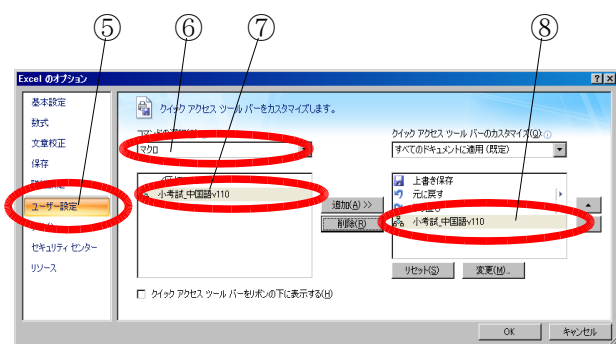 ⑤ ⑥ ⑦ ⑧
Excel のオプション
基本設定
数式
文章校正
保存
ユーザー設定
セキュリティ センター
リソース
クイック アクセス ツール バーをカスタマイズします。
マクロ
小考試_中国語v110
追加(A) >>
削除(R)
クイック アクセス ツール バーのカスタマイズ(Q):
すべてのドキュメントに適用 (既定)
上書き保存
元に戻す
小考試_中国語v110
リセット(S)
変更(M)...
クイック アクセス ツール バーをリボンの下に表示する(H)
OK
キャンセル